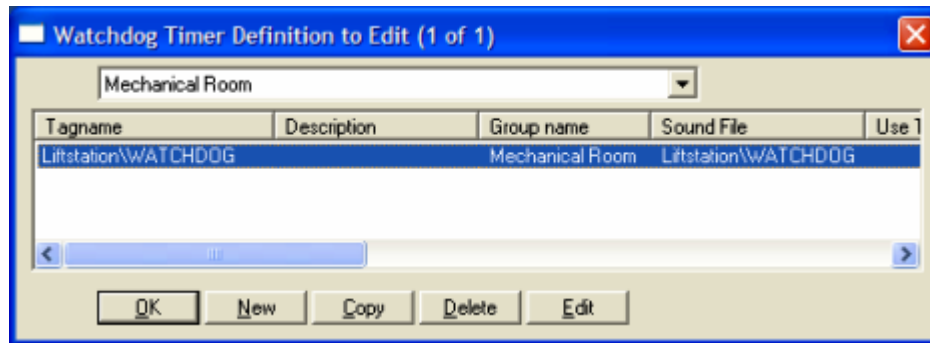 Watchdog Timer Definition to Edit (1 of 1)
Mechanical Room
Tagname Description Group name Sound File Use
Liftstation\WATCHDOG Mechanical Room Liftstation\WATCHDOG
OK New Copy Delete Edit